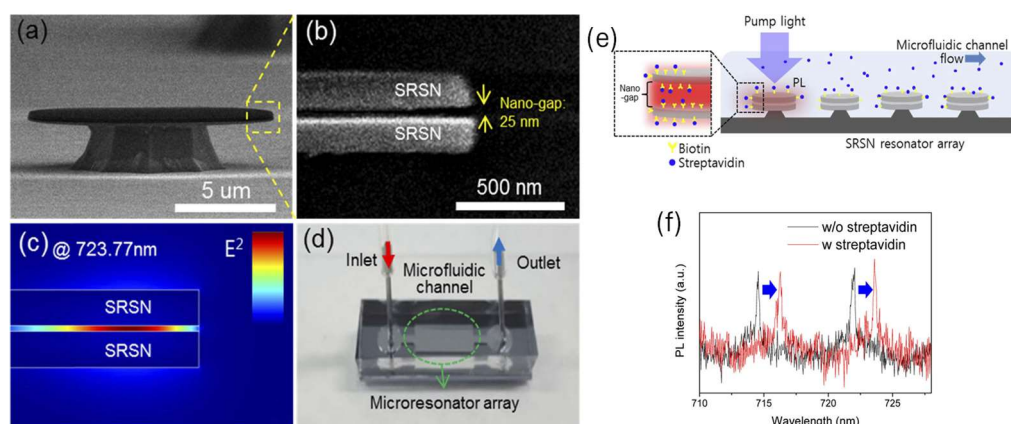 (a)
5 um
(b)
SRSN
SRSN
Nano-gap:
25 nm
500 nm
(c)
@ 723.77nm
E²
SRSN
SRSN
(d)
Inlet
Microfluidic
channel
Outlet
Microresonator array
(e)
Pump light
Microfluidic channel
flow
PL
Nano
-gap
Biotin
Streptavidin
SRSN resonator array
(f)
w/o streptavidin
w streptavidin
PL intensity (a.u.)
710 715 720 725
Wavelength (nm)